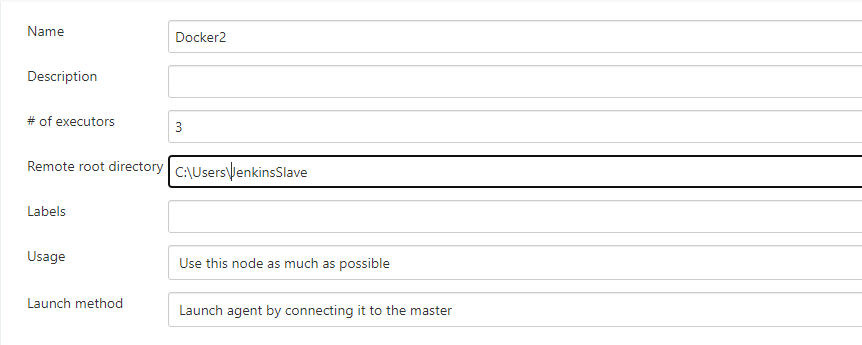 Name
Docker2
Description
# of executors
3
Remote root directory
C:\Users\JenkinsSlave
Labels
Usage
Use this node as much as possible
Launch method
Launch agent by connecting it to the master